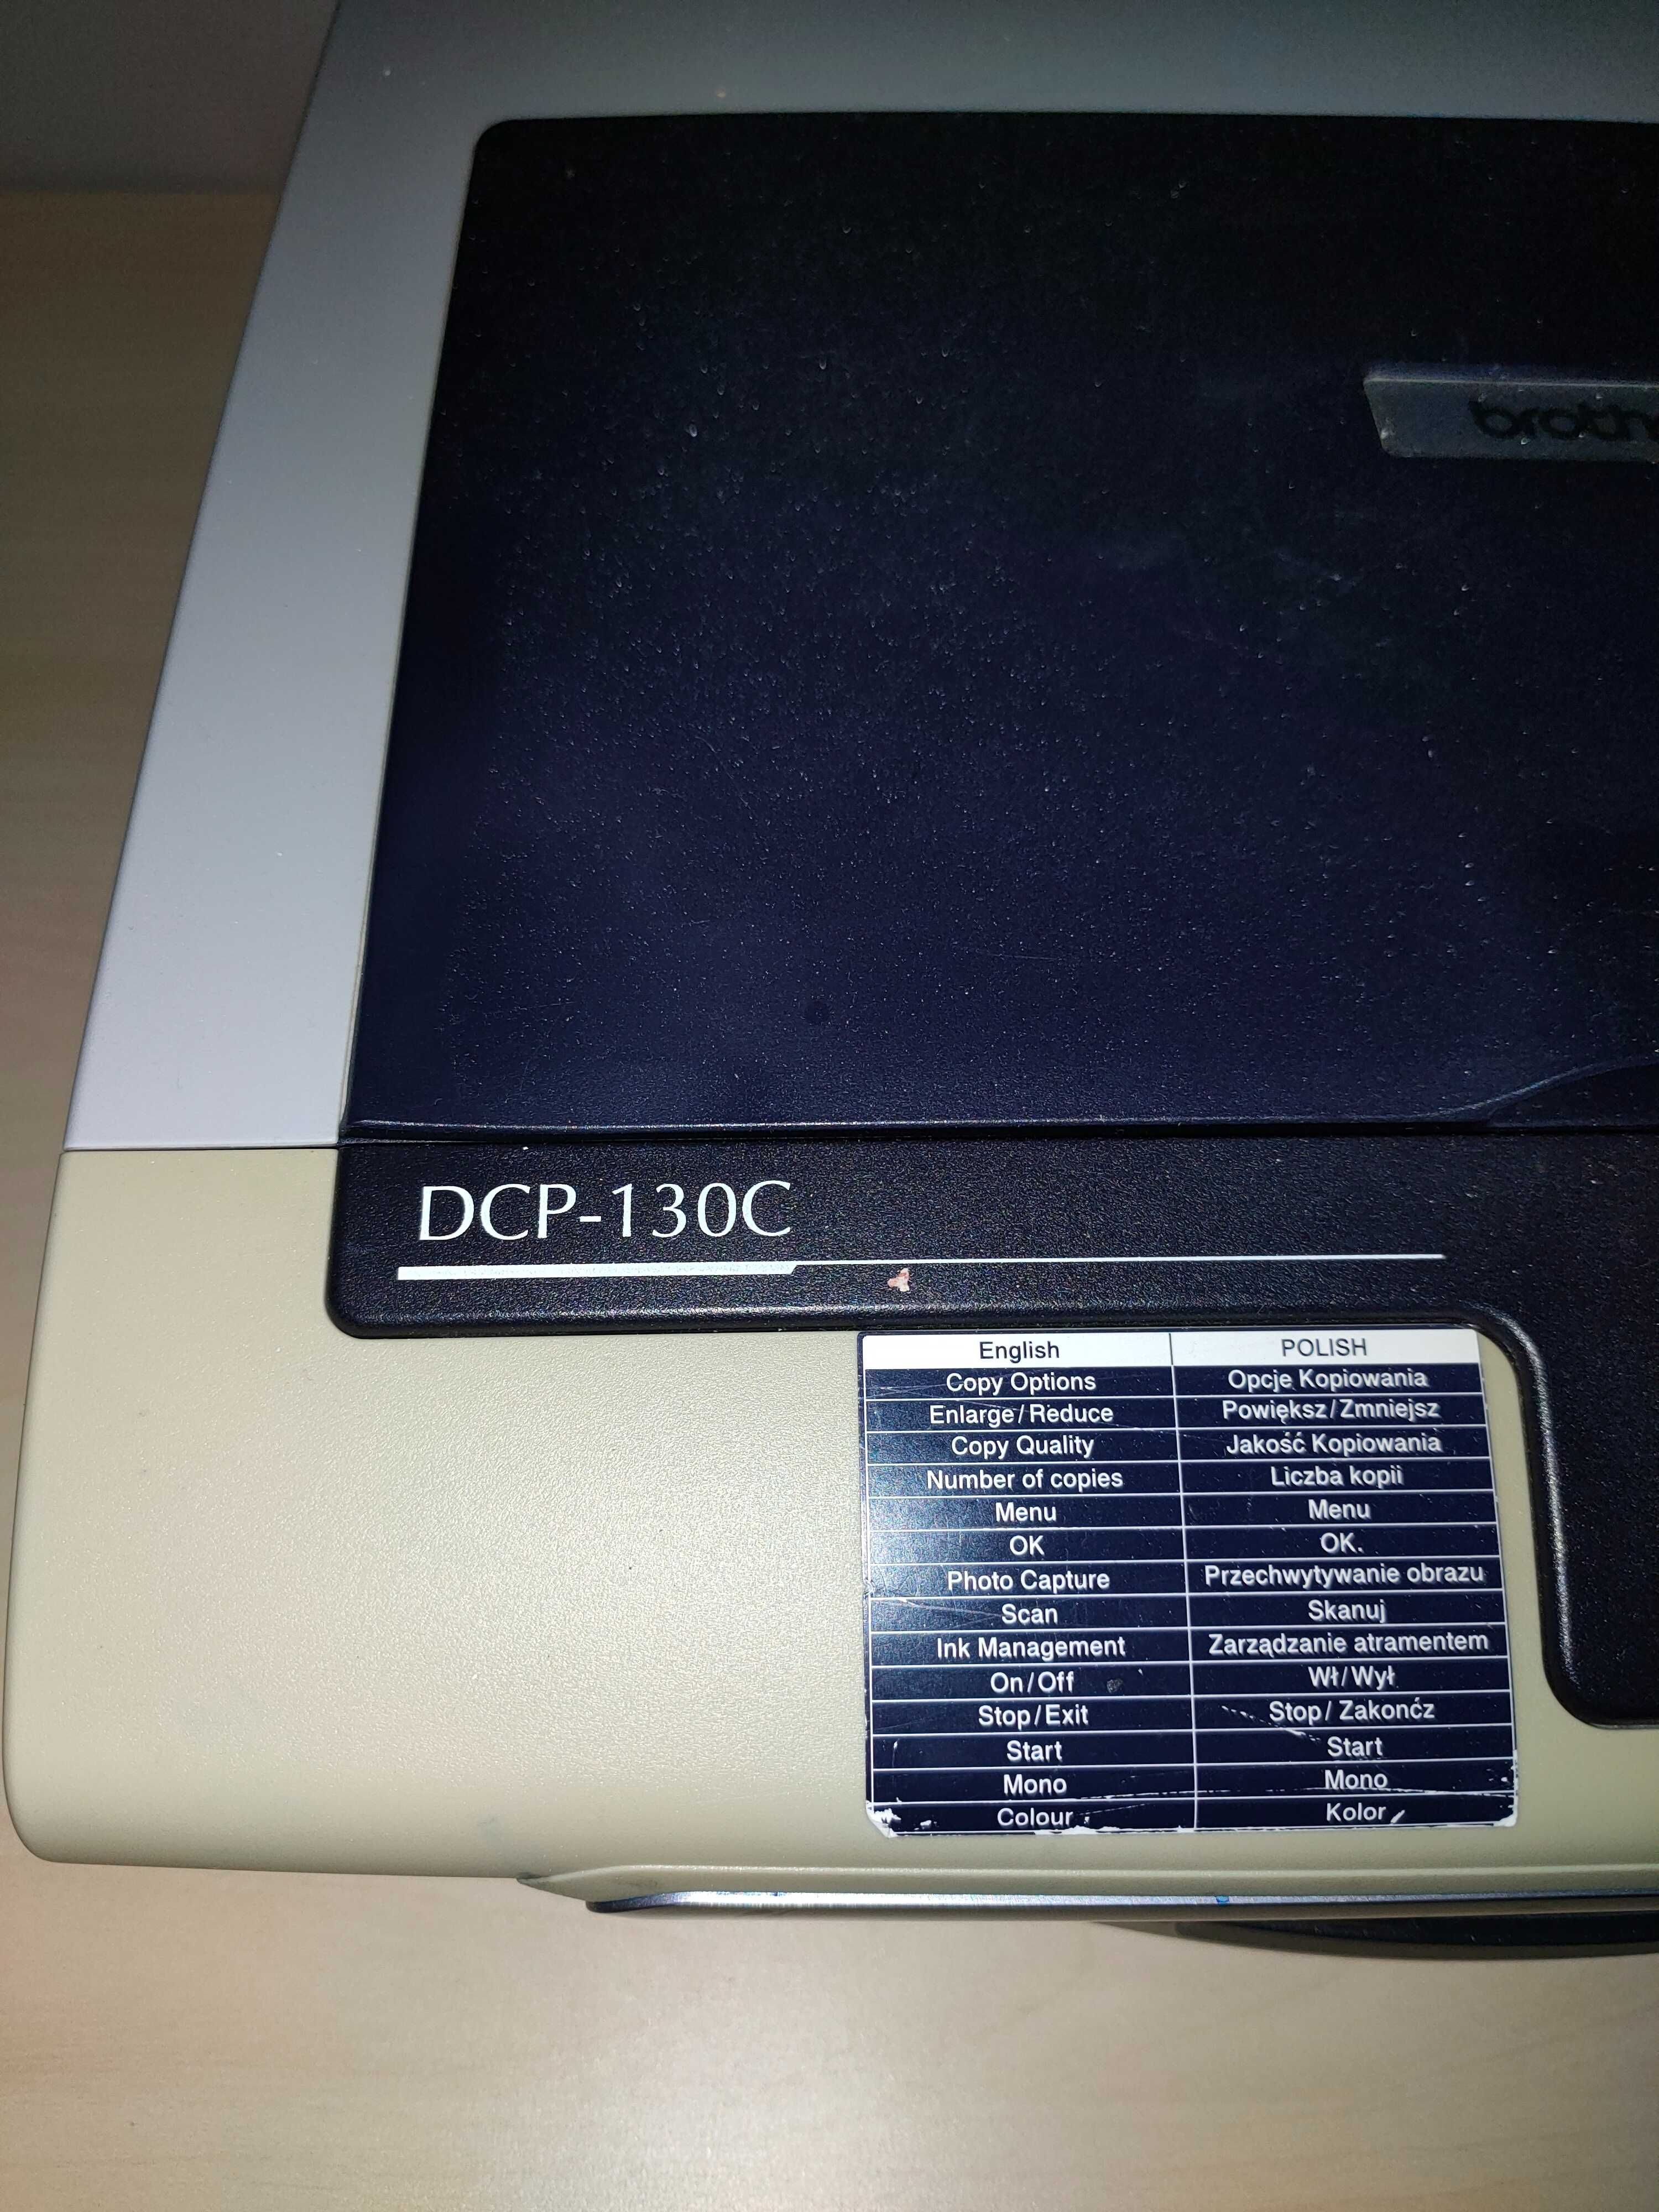 broth
DCP-130C
English POLISH
Copy Options Opcje Kopiowania
Enlarge/Reduce Powiększ/Zmniejsz
Copy Quality Jakość Kopiowania
Number of copies Liczba kopii
Menu Menu
OK OK.
Photo Capture Przechwytywanie obrazu
Scan Skanuj
Ink Management Zarządzanie atramentem
On/Off Wł/Wył
Stop/Exit Stop/Zakończ
Start Start
Mono Mono
Colour Kolor